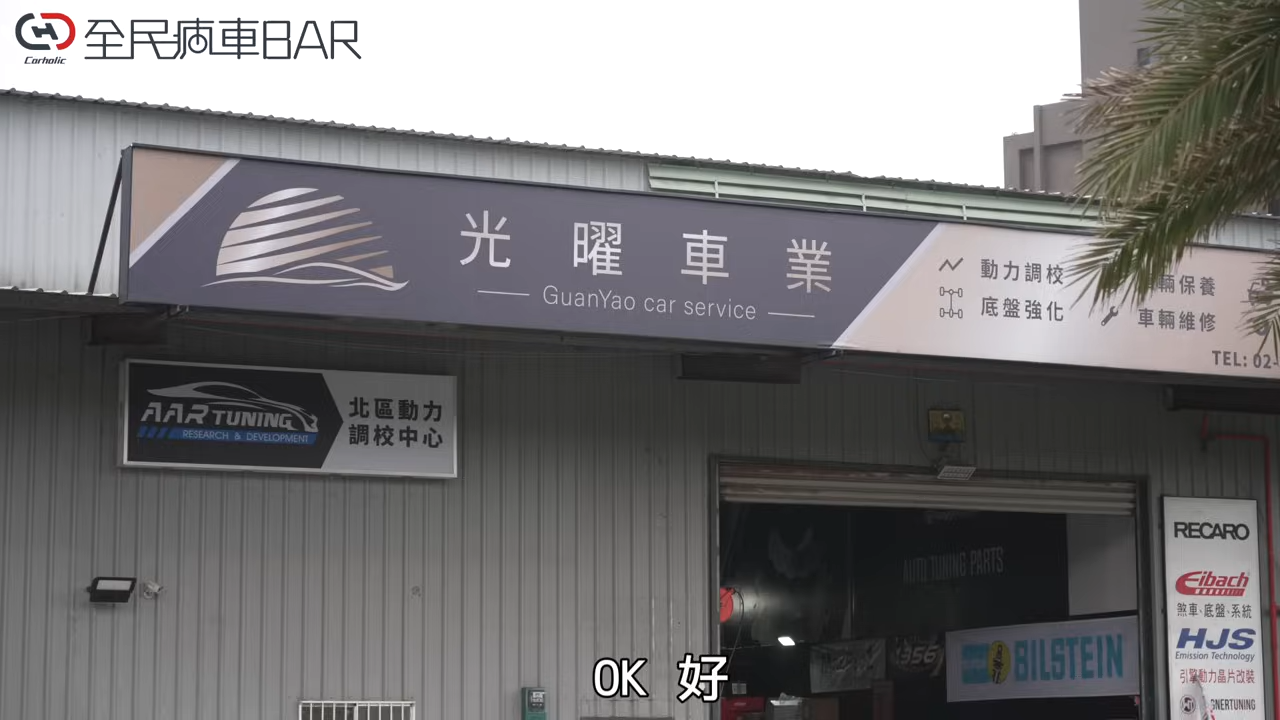 Carholic
全民瘋車BAR
光曜車業
GuanYao car service
動力調校
底盤強化
輛保養
車輛維修
TEL: 02-
AAR TUNING
RESEARCH & DEVELOPMENT
北區動力
調校中心
AUTO TUNING PARTS
356
BILSTEIN
RECARO
Eibach
煞車·底盤·系統
HJS
Emission Technology
引擎動力晶片改裝
GNERTUNING
OK 好